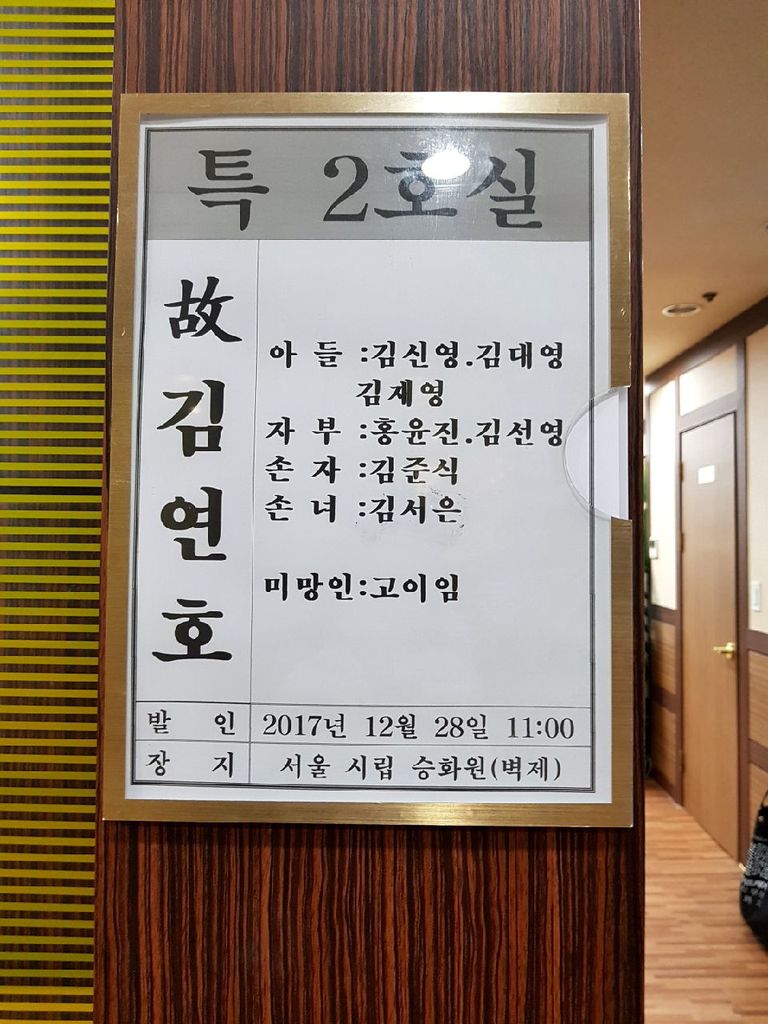 특 2호실
故 김연호
아 들 :김신영.김대영
김재영
자 부 :홍윤진.김선영
손 자 :김준식
손 녀 :김서은
미망인:고이임
발 인 2017년 12월 28일 11:00
장 지 서울 시립 승화원(벽제)